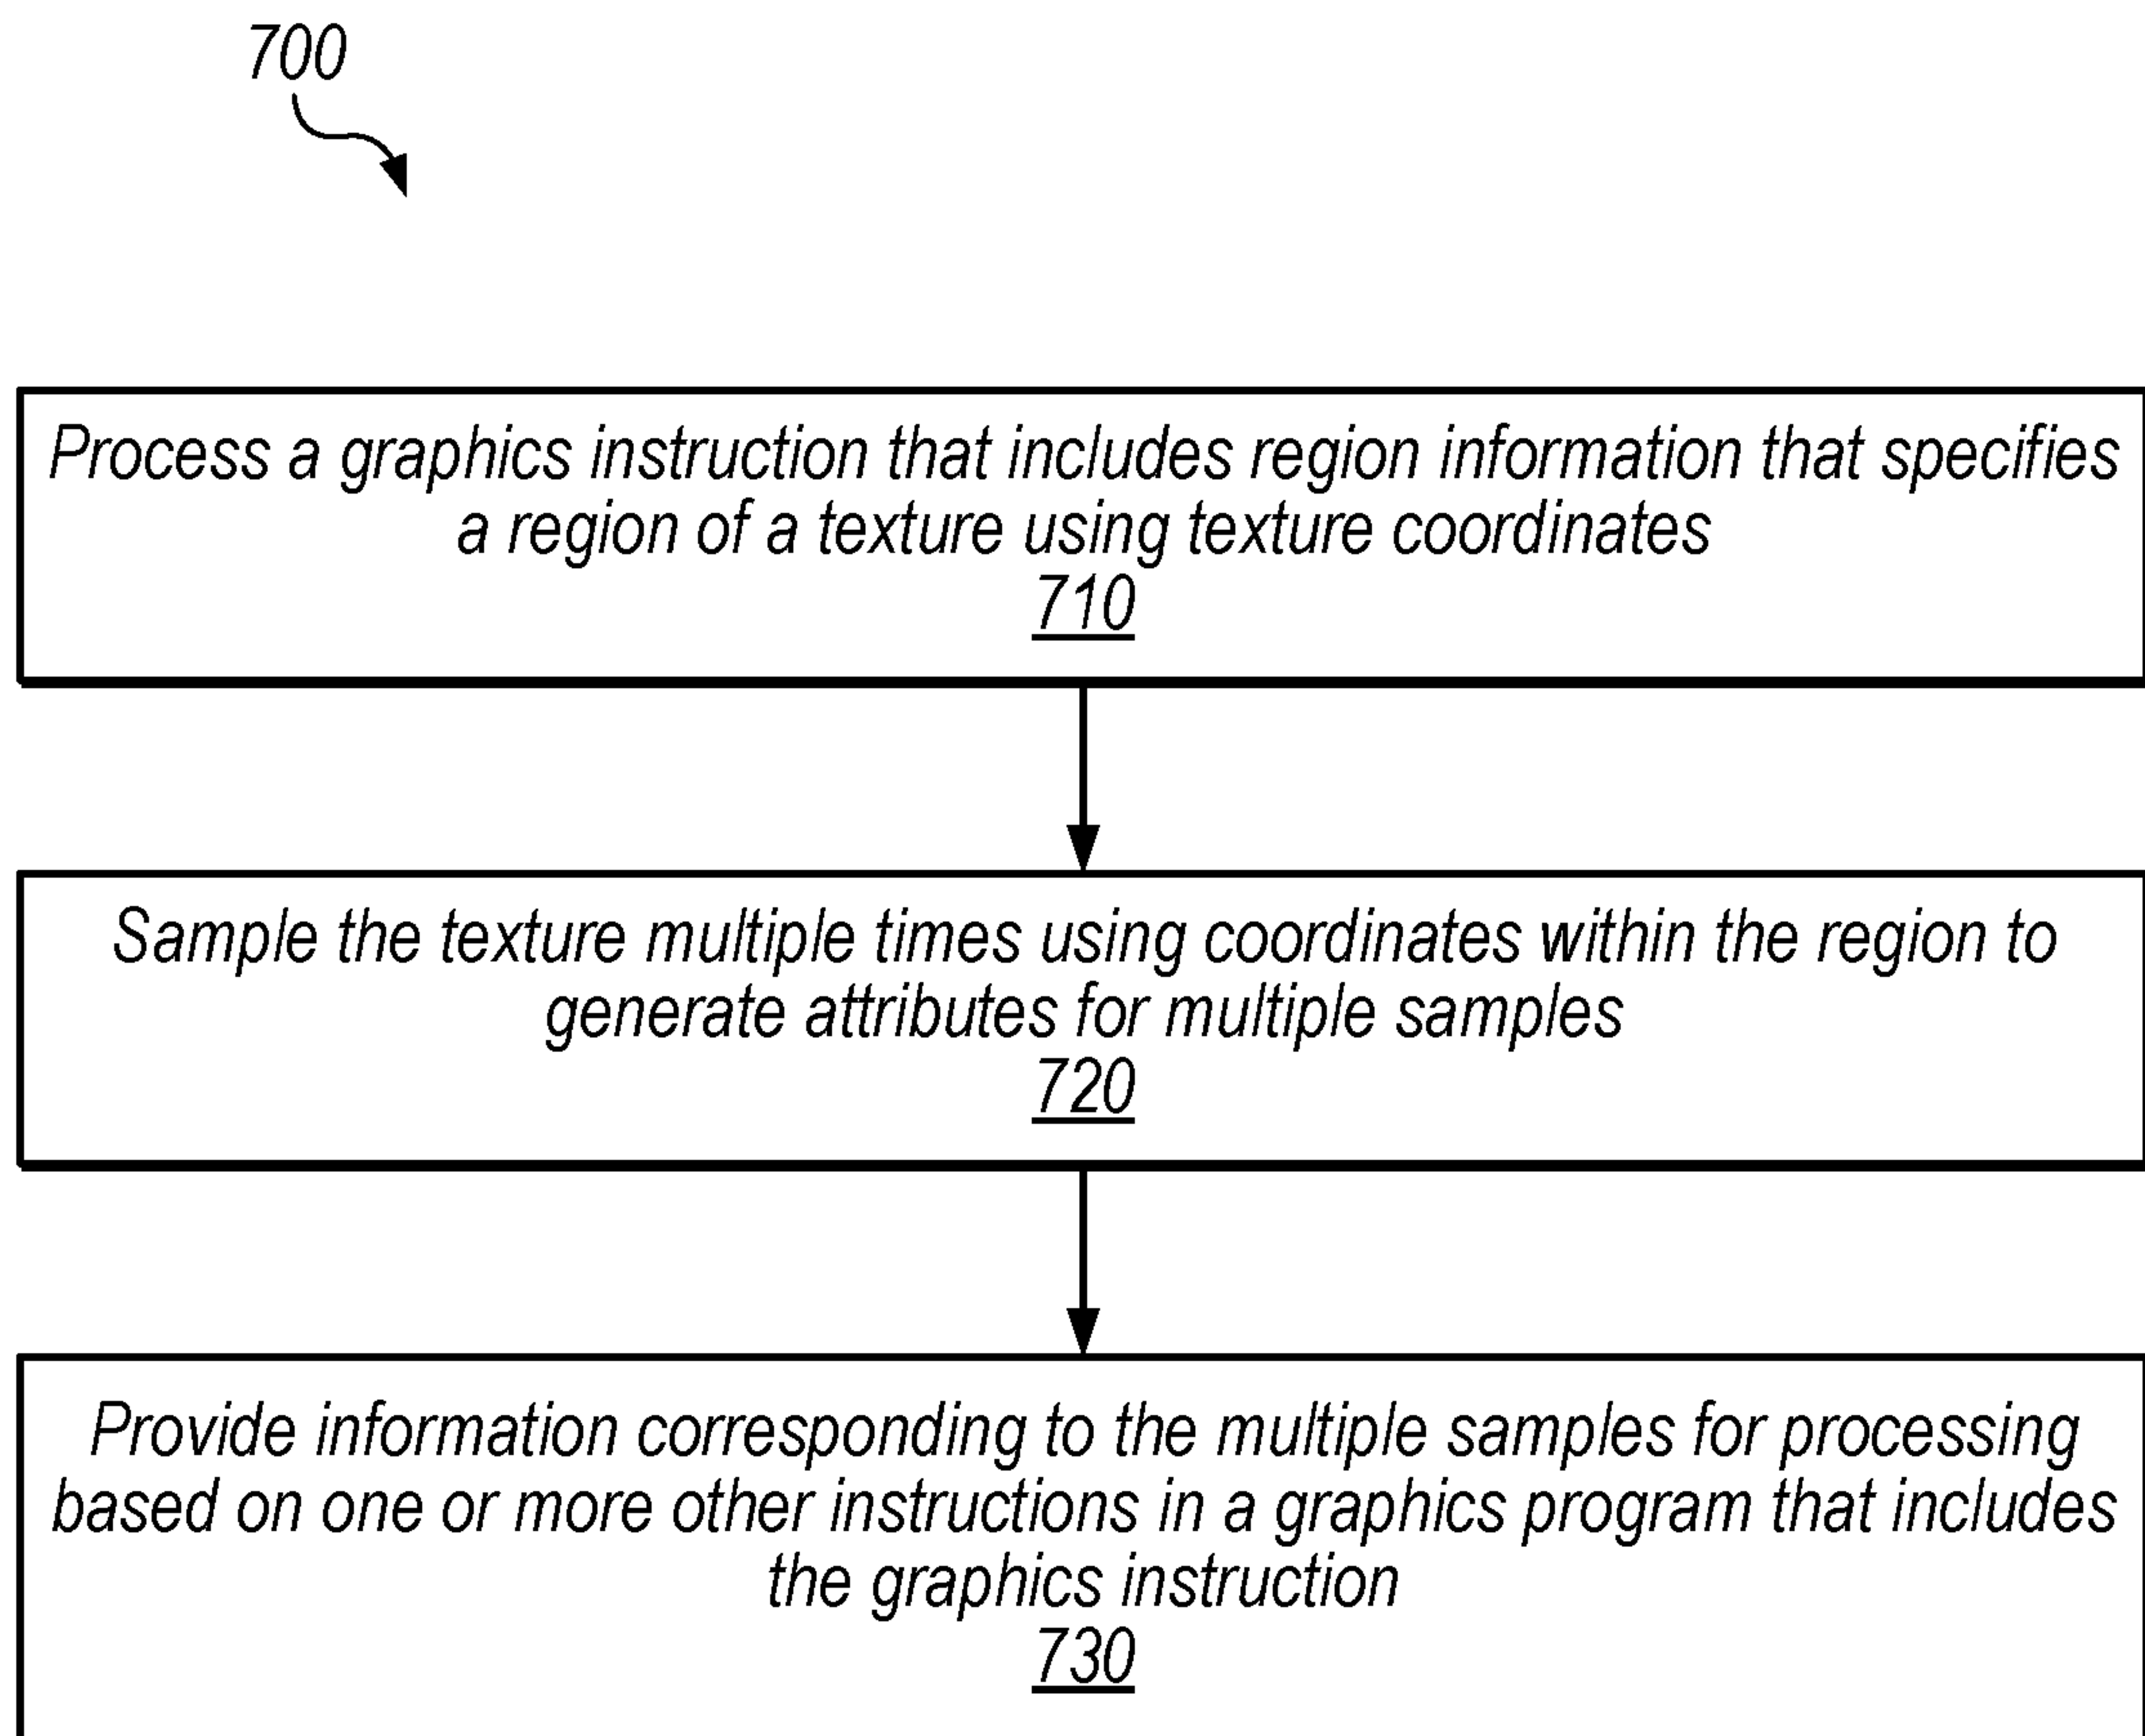 700
Process a graphics instruction that includes region information that specifies
a region of a texture using texture coordinates
710
Sample the texture multiple times using coordinates within the region to
generate attributes for multiple samples
720
Provide information corresponding to the multiple samples for processing
based on one or more other instructions in a graphics program that includes
the graphics instruction
730